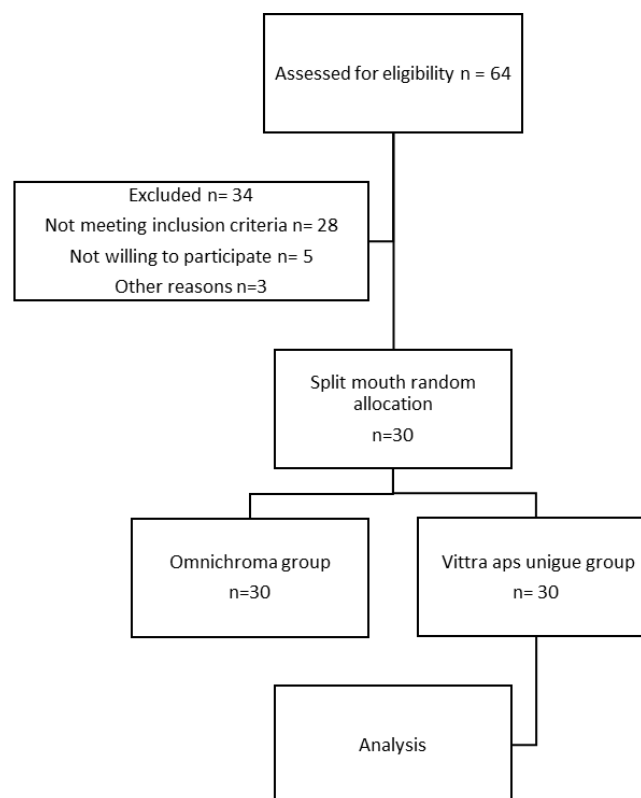 Assessed for eligibility n = 64
Excluded n= 34
Not meeting inclusion criteria n= 28
Not willing to participate n= 5
Other reasons n=3
Split mouth random
allocation
n=30
Omnichroma group
n=30
Vittra aps unigue group
n= 30
Analysis